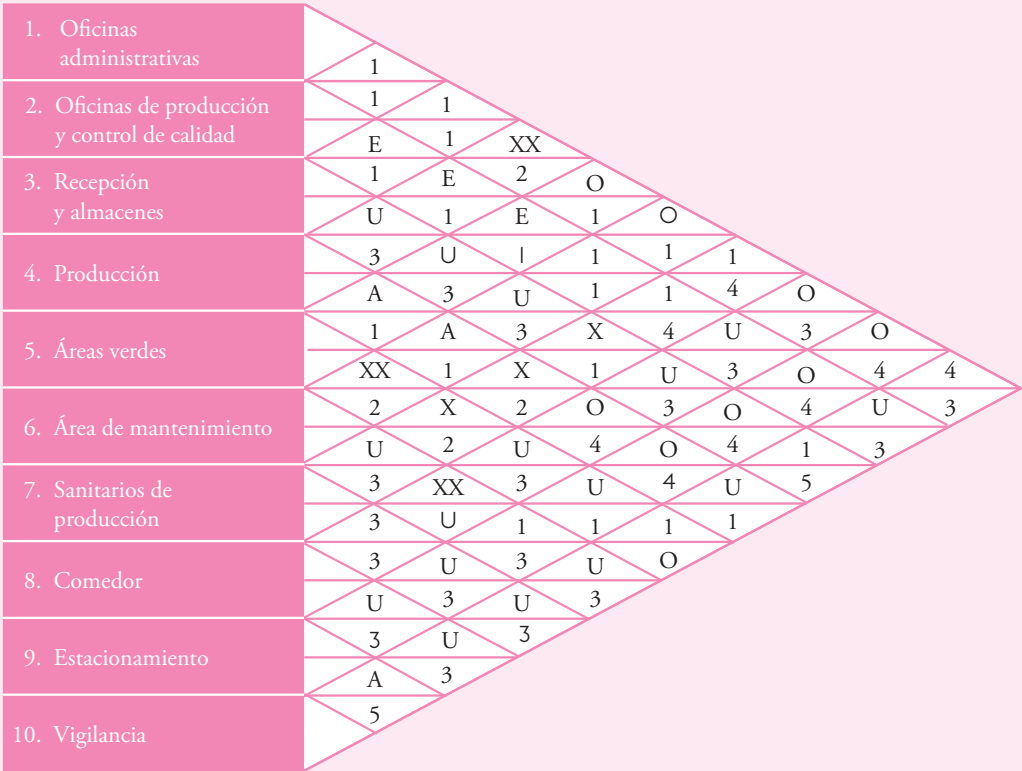 1. Oficinas
administrativas
2. Oficinas de producción
y control de calidad
3. Recepción
y almacenes
4. Producción
5. Áreas verdes
6. Área de mantenimiento
7. Sanitarios de
producción
8. Comedor
9. Estacionamiento
10. Vigilancia
1
1 1
E 1 XX
1 E 2 O
U 1 E 1 O
3 U I 1 1 1
A 3 U 1 1 4 O
1 A 3 X 4 U 3 O
XX 1 X 1 U 3 O 4 4
2 X 2 O 3 O 4 U 3
U 2 U 4 O 4 1 3
3 XX 3 U 4 U 5
3 U 1 1 1 1
3 U 3 U O
U 3 U 3
3 U 3
A 3
5